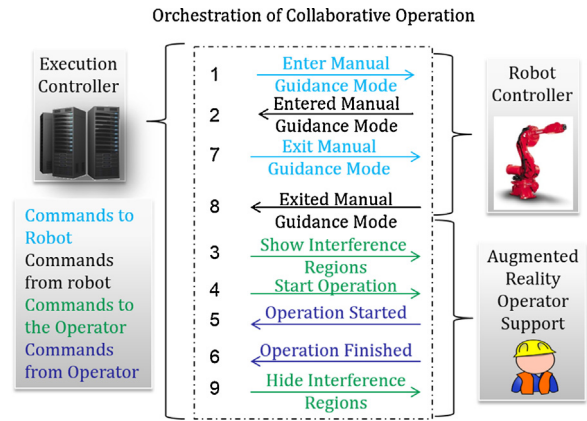 Orchestration of Collaborative Operation
Execution
Controller
Commands to
Robot
Commands
from robot
Commands to
the Operator
Commands
from Operator
1
Enter Manual
Guidance Mode
2
Entered Manual
Guidance Mode
7
Exit Manual
Guidance Mode
8
Exited Manual
Guidance Mode
3
Show Interference
Regions
4
Start Operation
5
Operation Started
6
Operation Finished
9
Hide Interference
Regions
Robot
Controller
Augmented
Reality
Operator
Support